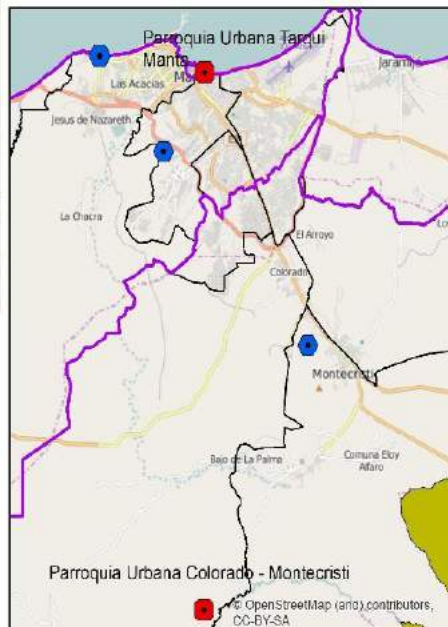 Parroquia Urbana Tarqui
Manta
Las Acacias
Jaramijó
Jesus de Nazareth
La Chacra
El Arroyo
Colorado
Montecristi
Bajo de La Palma
Comuna Eloy
Alfaro
Parroquia Urbana Colorado - Montecristi
© OpenStreetMap (and) contributors,
CC-BY-SA